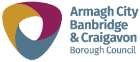 Armagh City
Banbridge
& Craigavon
Borough Council